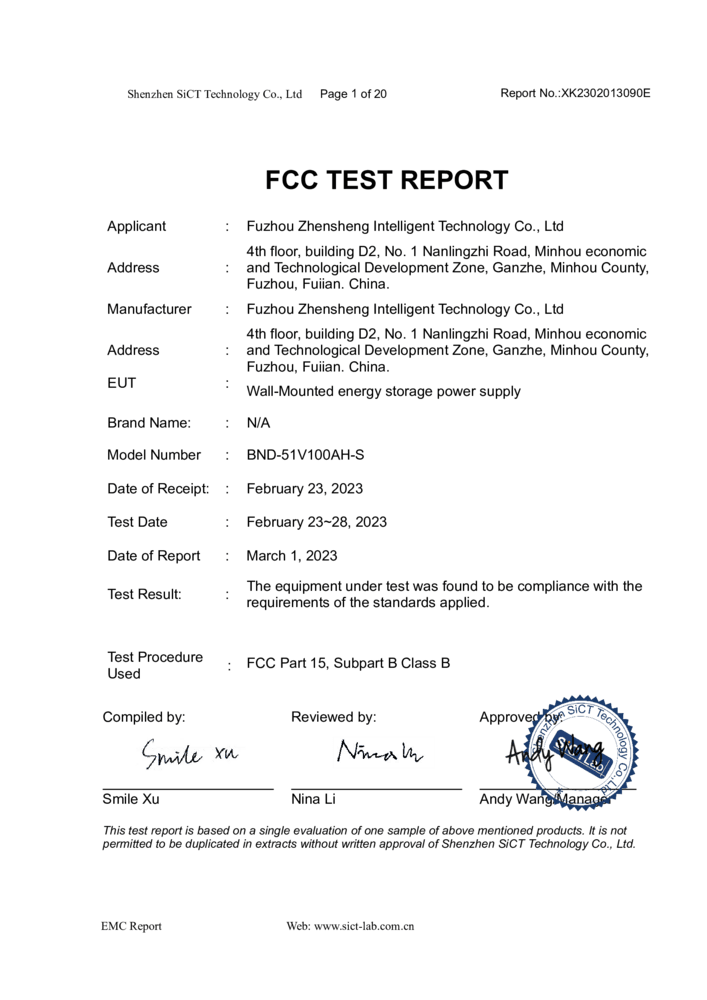 Shenzhen SiCT Technology Co., Ltd Page 1 of 20 Report No.:XK2302013090E
FCC TEST REPORT
Applicant : Fuzhou Zhensheng Intelligent Technology Co., Ltd
Address : 4th floor, building D2, No. 1 Nanlingzhi Road, Minhou economic
and Technological Development Zone, Ganzhe, Minhou County,
Fuzhou, Fuiian. China.
Manufacturer : Fuzhou Zhensheng Intelligent Technology Co., Ltd
Address : 4th floor, building D2, No. 1 Nanlingzhi Road, Minhou economic
and Technological Development Zone, Ganzhe, Minhou County,
Fuzhou, Fuiian. China.
EUT : Wall-Mounted energy storage power supply
Brand Name: : N/A
Model Number : BND-51V100AH-S
Date of Receipt: : February 23, 2023
Test Date : February 23~28, 2023
Date of Report : March 1, 2023
Test Result: : The equipment under test was found to be compliance with the
requirements of the standards applied.
Test Procedure
Used : FCC Part 15, Subpart B Class B
Compiled by: Reviewed by: Approved by:
Smile Xu Nina Li Andy Wang
Smile Xu Nina Li Andy Wang/Manager
Shenzhen SiCT Technology Co., Ltd
This test report is based on a single evaluation of one sample of above mentioned products. It is not
permitted to be duplicated in extracts without written approval of Shenzhen SiCT Technology Co., Ltd.
EMC Report Web: www.sict-lab.com.cn